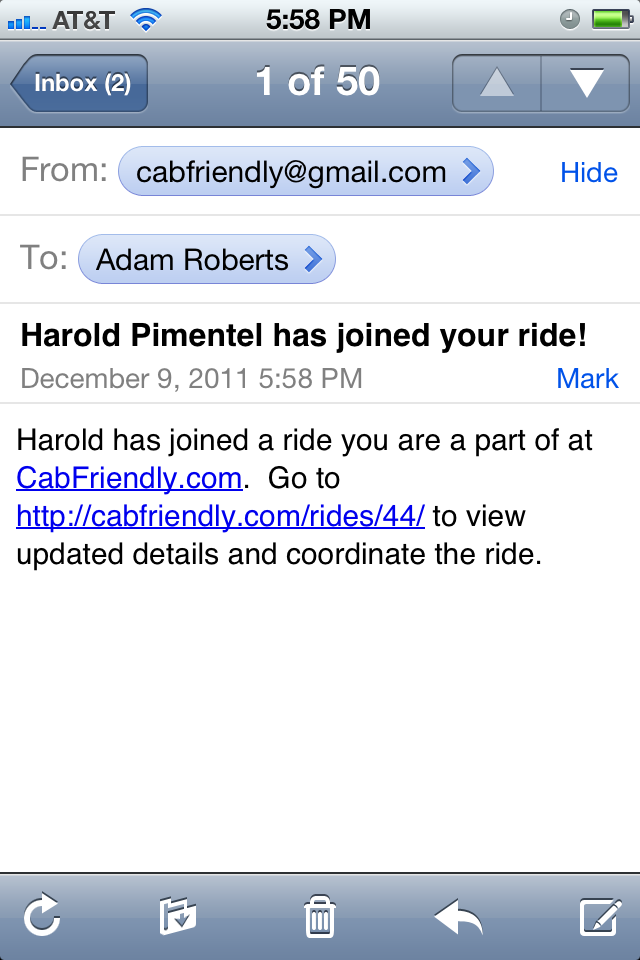 AT&T 5:58 PM
Inbox (2) 1 of 50
From: cabfriendly@gmail.com Hide
To: Adam Roberts
Harold Pimentel has joined your ride!
December 9, 2011 5:58 PM Mark
Harold has joined a ride you are a part of at
CabFriendly.com.  Go to
http://cabfriendly.com/rides/44/ to view
updated details and coordinate the ride.